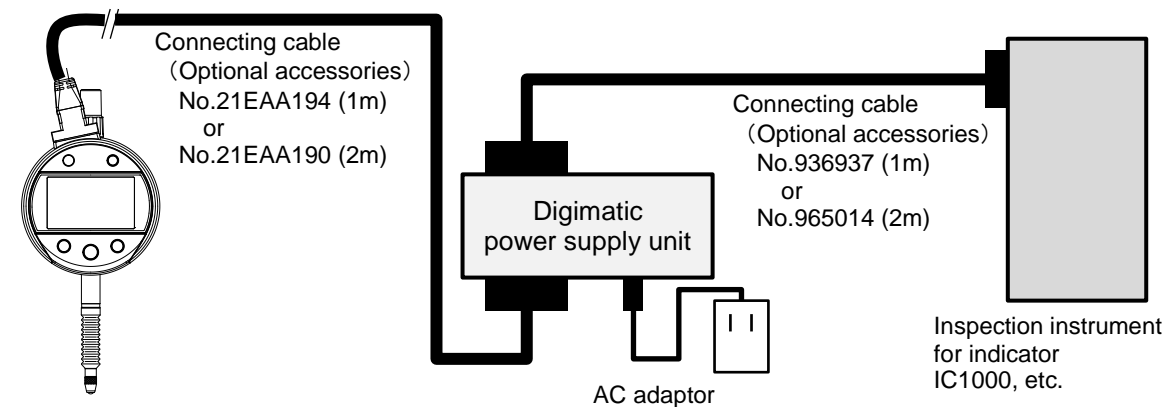 Connecting cable
（Optional accessories）
No.21EAA194 (1m)
or
No.21EAA190 (2m)
Connecting cable
（Optional accessories）
No.936937 (1m)
or
No.965014 (2m)
Digimatic
power supply unit
Inspection instrument
for indicator
IC1000, etc.
AC adaptor